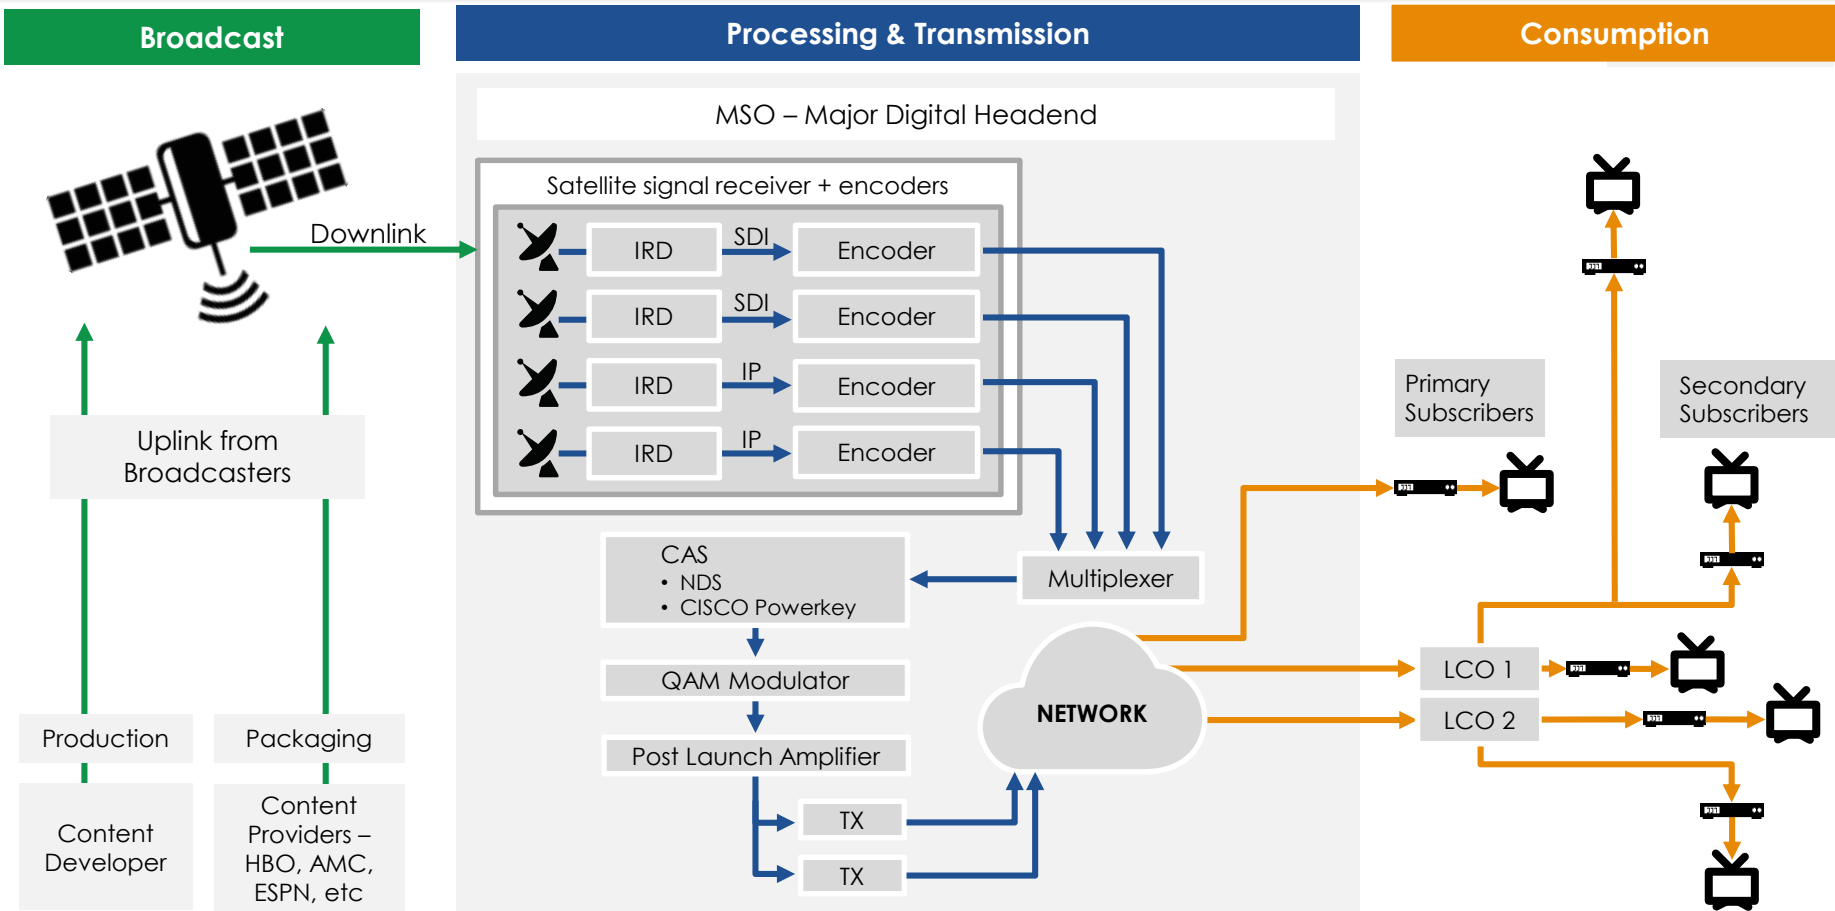 Broadcast
Processing & Transmission
Consumption
MSO – Major Digital Headend
Satellite signal receiver + encoders
Downlink
IRD
SDI
Encoder
IRD
SDI
Encoder
IRD
IP
Encoder
IRD
IP
Encoder
Uplink from
Broadcasters
Production
Packaging
Content
Developer
Content
Providers –
HBO, AMC,
ESPN, etc
CAS
• NDS
• CISCO Powerkey
Multiplexer
QAM Modulator
Post Launch Amplifier
TX
TX
NETWORK
Primary
Subscribers
Secondary
Subscribers
LCO 1
LCO 2